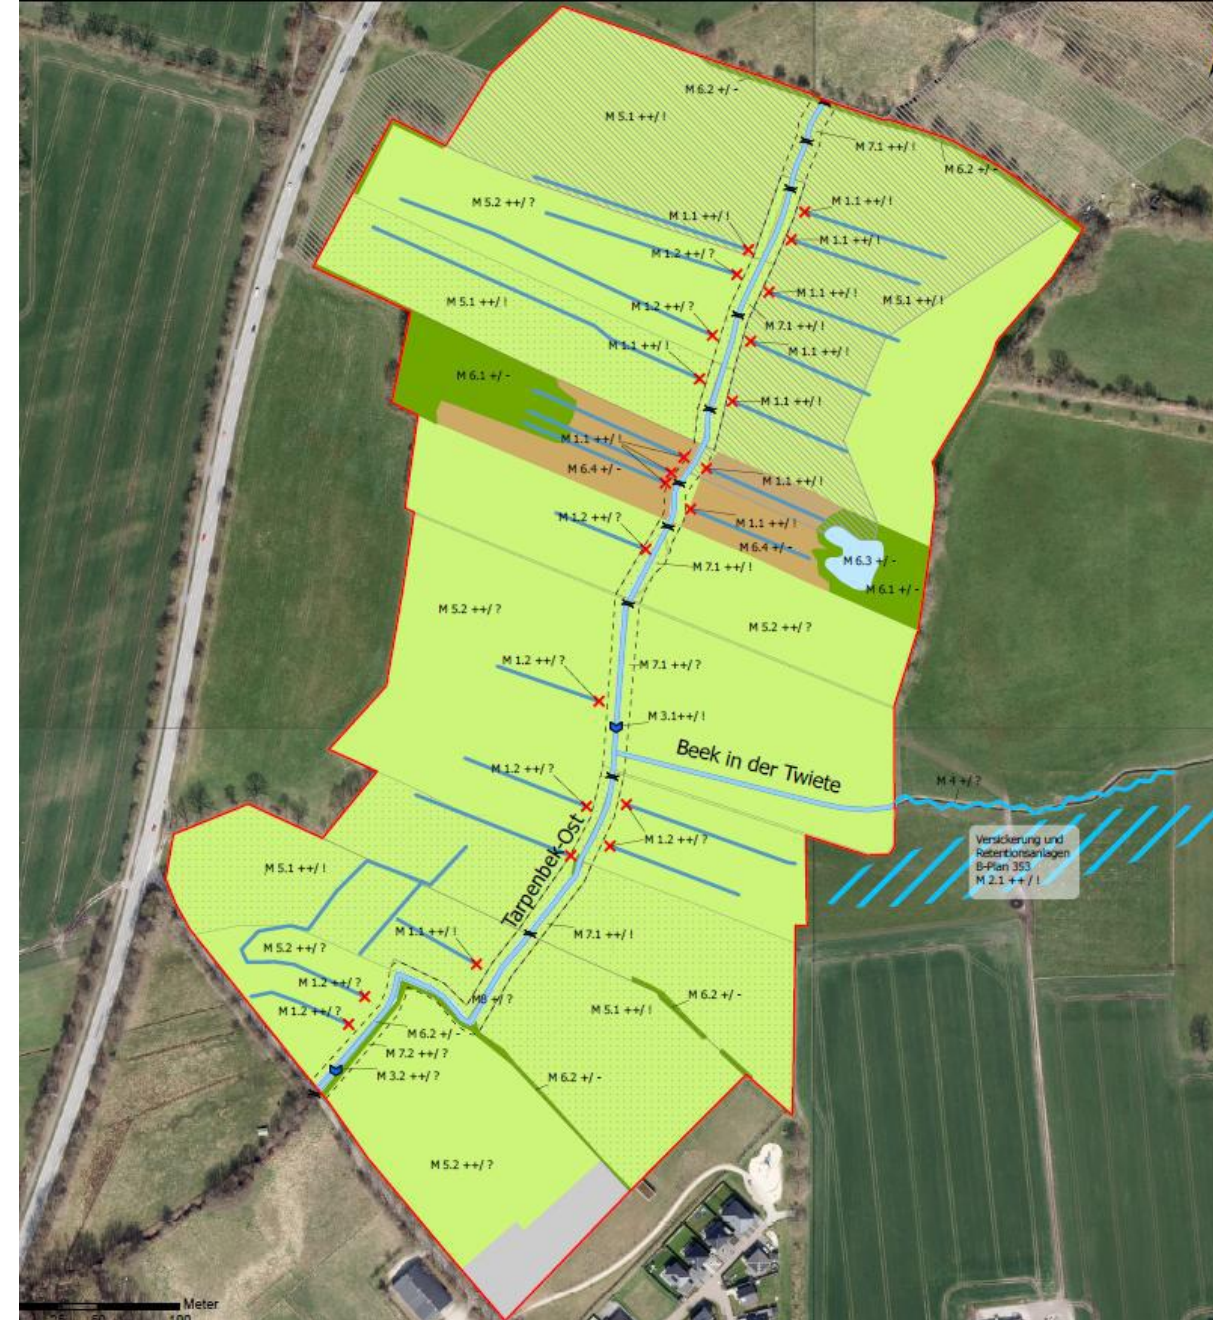 M 6.2 +/ -
M 5.1 ++/ !
M 7.1 ++/ !
M 6.2 +/ -
M 5.2 ++/ ?
M 1.1 ++/ !
M 1.1 ++/ !
M 1.2 ++/ ?
M 1.1 ++/ !
M 5.1 ++/ !
M 1.2 ++/ ?
M 1.1 ++/ !
M 5.1 ++/ !
M 7.1 ++/ !
M 1.1 ++/ !
M 1.1 ++/ !
M 6.1 +/ -
M 1.1 ++/ !
M 1.1 ++/ !
M 6.4 +/ -
M 1.1 ++/ !
M 1.2 ++/ ?
M 1.1 ++/ !
M 6.4 +/ -
M 6.3 +/ -
M 7.1 ++/ !
M 6.1 +/ -
M 5.2 ++/ ?
M 5.2 ++/ ?
M 1.2 ++/ ?
M 7.1 ++/ ?
M 3.1++/ !
Beek in der Twiete
M 1.2 ++/ ?
M 4 +/ ?
Tarpenbek-Ost
M 1.2 ++/ ?
Versickerung und
Retentionsanlagen
B-Plan 353
M 2.1 ++ / !
M 5.1 ++/ !
M 1.1 ++/ !
M 7.1 ++/ !
M 5.2 ++/ ?
M 1.2 ++/ ?
M8 +/ ?
M 6.2 +/ -
M 1.2 ++/ ?
M 5.1 ++/ !
M 6.2 +/ -
M 7.2 ++/ ?
M 3.2 ++/ ?
M 6.2 +/ -
M 5.2 ++/ ?
Meter